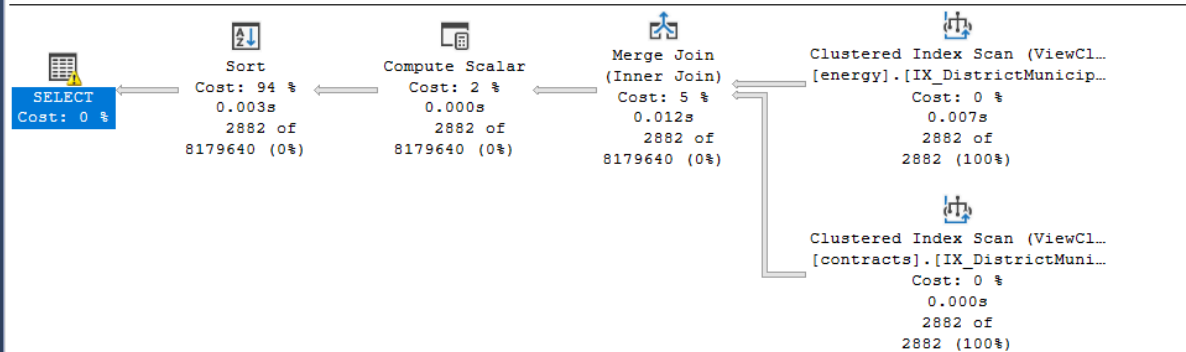 SELECT
Cost: 0 %
Sort
Cost: 94 %
0.003s
2882 of
8179640 (0%)
Compute Scalar
Cost: 2 %
0.000s
2882 of
8179640 (0%)
Merge Join
(Inner Join)
Cost: 5 %
0.012s
2882 of
8179640 (0%)
Clustered Index Scan (ViewCl…
[energy].[IX_DistrictMunicip…
Cost: 0 %
0.007s
2882 of
2882 (100%)
Clustered Index Scan (ViewCl…
[contracts].[IX_DistrictMuni…
Cost: 0 %
0.000s
2882 of
2882 (100%)